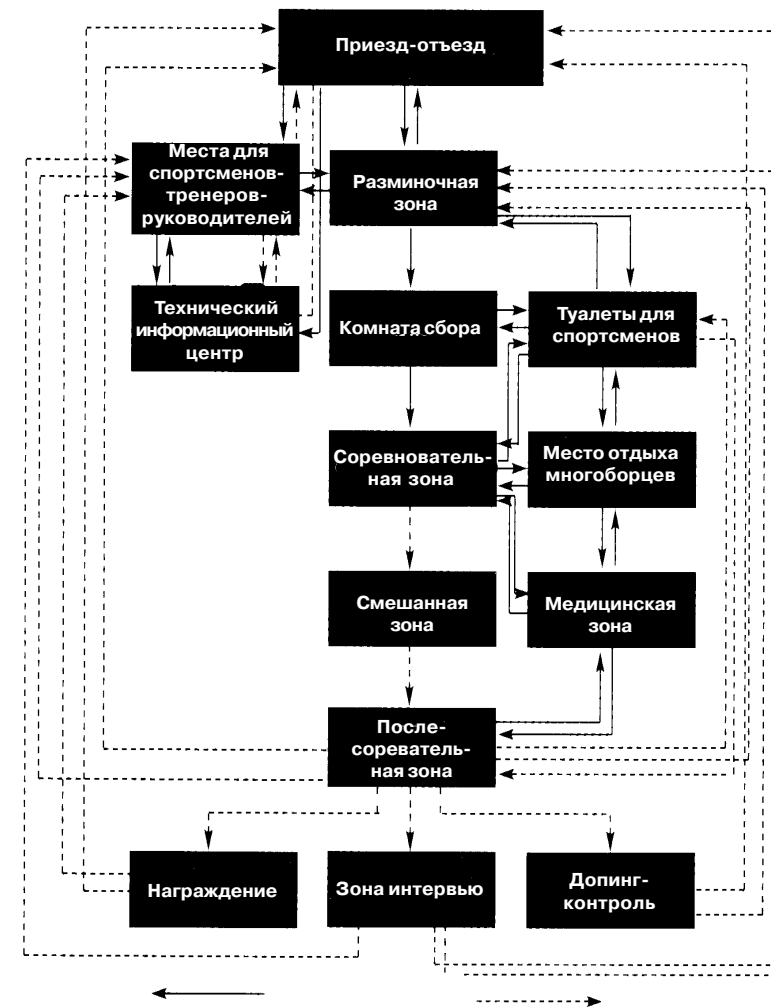 Приезд-отъезд
Места для
спортсменов-
тренеров-
руководителей
Разминочная
зона
Технический
информационный
центр
Комната сбора
Туалеты для
спортсменов
Соревнователь-
ная зона
Место отдыха
многоборцев
Смешанная
зона
Медицинская
зона
После-
соревательн-
ная зона
Награждение
Зона интервью
Допинг-
контроль